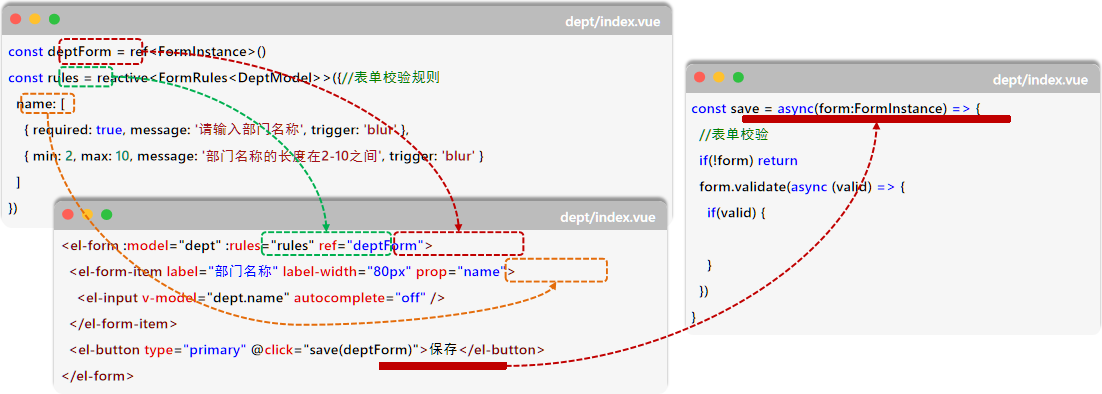 dept/index.vue
const deptForm = ref<FormInstance>()
const rules = reactive<FormRules<DeptModel>>({//表单校验规则
name: [
{ required: true, message: '请输入部门名称', trigger: 'blur' },
{ min: 2, max: 10, message: '部门名称的长度在2-10之间', trigger: 'blur' }
]
})
dept/index.vue
<el-form :model="dept" :rules="rules" ref="deptForm">
<el-form-item label="部门名称" label-width="80px" prop="name">
<el-input v-model="dept.name" autocomplete="off" />
</el-form-item>
<el-button type="primary" @click="save(deptForm)">保存</el-button>
</el-form>
dept/index.vue
const save = async(form:FormInstance) => {
//表单校验
if(!form) return
form.validate(async (valid) => {
if(valid) {
}
})
}